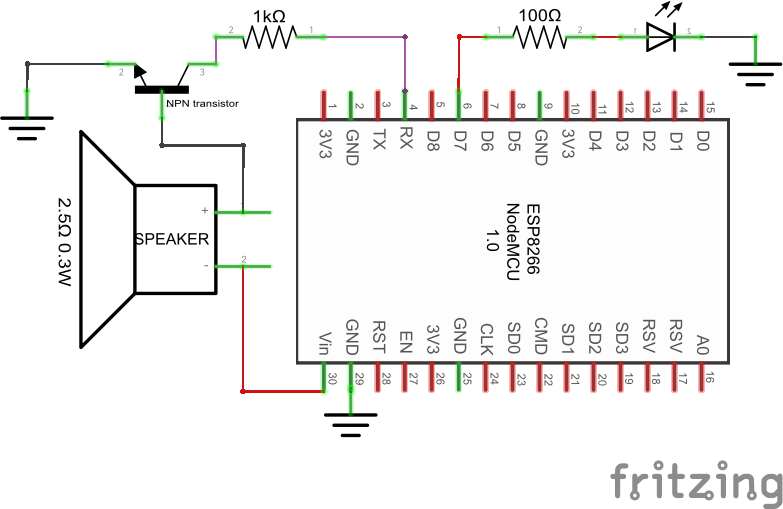 1kΩ
100Ω
2
1
1
2
1
2
2
3
NPN transistor
1
2
3
4
5
6
7
8
9
10
11
12
13
14
15
3V3
GND
TX
RX
D8
D7
D6
D5
GND
3V3
D4
D3
D2
D1
D0
2.5Ω 0.3W
SPEAKER
+
-
1
2
ESP8266
NodeMCU
1.0
Vin
GND
RST
EN
3V3
GND
CLK
SD0
CMD
SD1
SD2
SD3
RSV
RSV
A0
30
29
28
27
26
25
24
23
22
21
20
19
18
17
16
fritzing